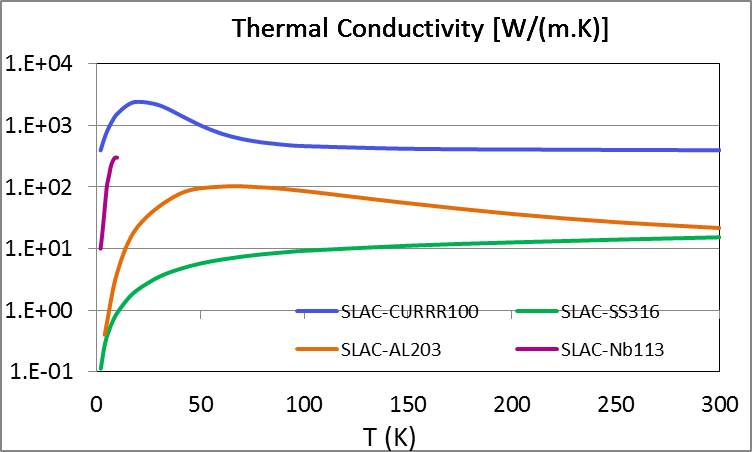 Thermal Conductivity [W/(m.K)]
1.E+04
1.E+03
1.E+02
1.E+01
1.E+00
1.E-01
SLAC-CURRR100
SLAC-SS316
SLAC-AL203
SLAC-Nb113
0 50 100 150 200 250 300
T (K)